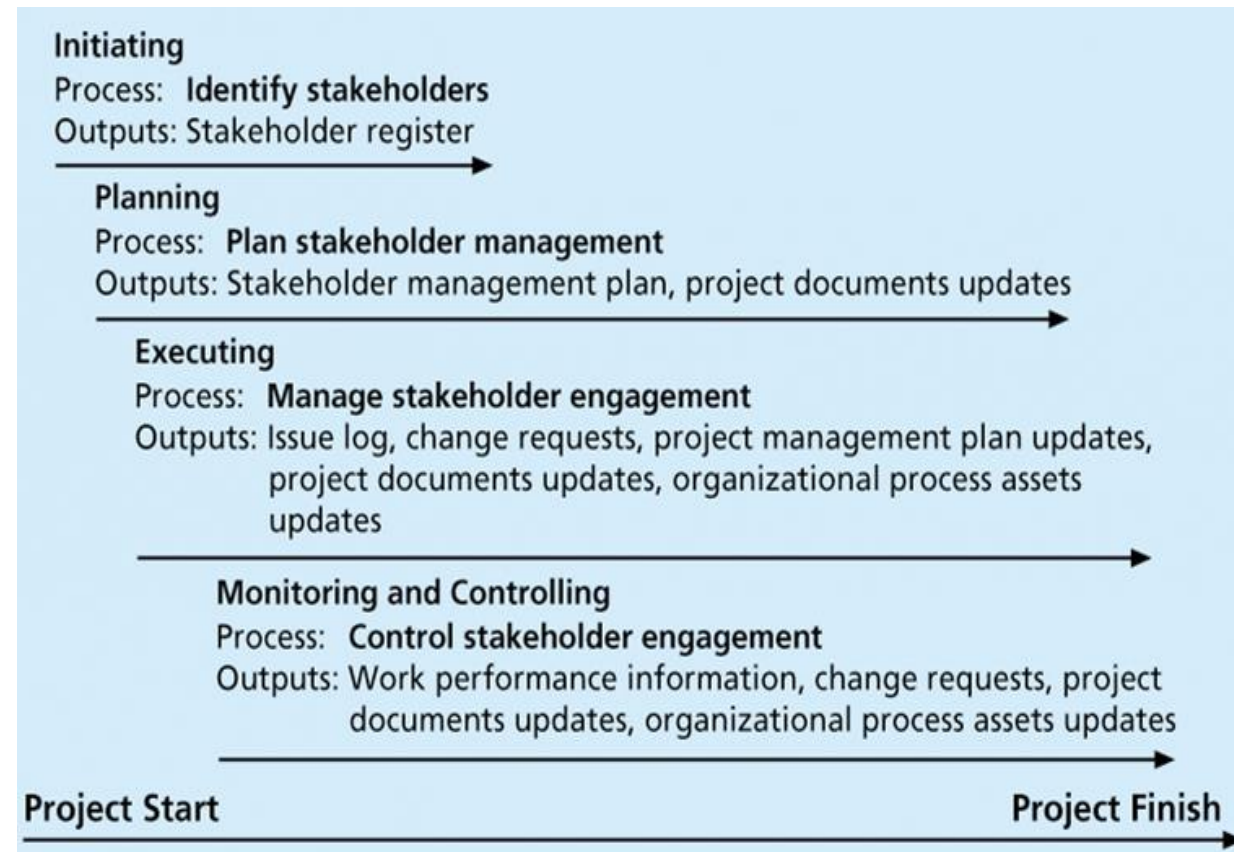 Initiating
Process: Identify stakeholders
Outputs: Stakeholder register
Planning
Process: Plan stakeholder management
Outputs: Stakeholder management plan, project documents updates
Executing
Process: Manage stakeholder engagement
Outputs: Issue log, change requests, project management plan updates,
project documents updates, organizational process assets
updates
Monitoring and Controlling
Process: Control stakeholder engagement
Outputs: Work performance information, change requests, project
documents updates, organizational process assets updates
Project Start Project Finish